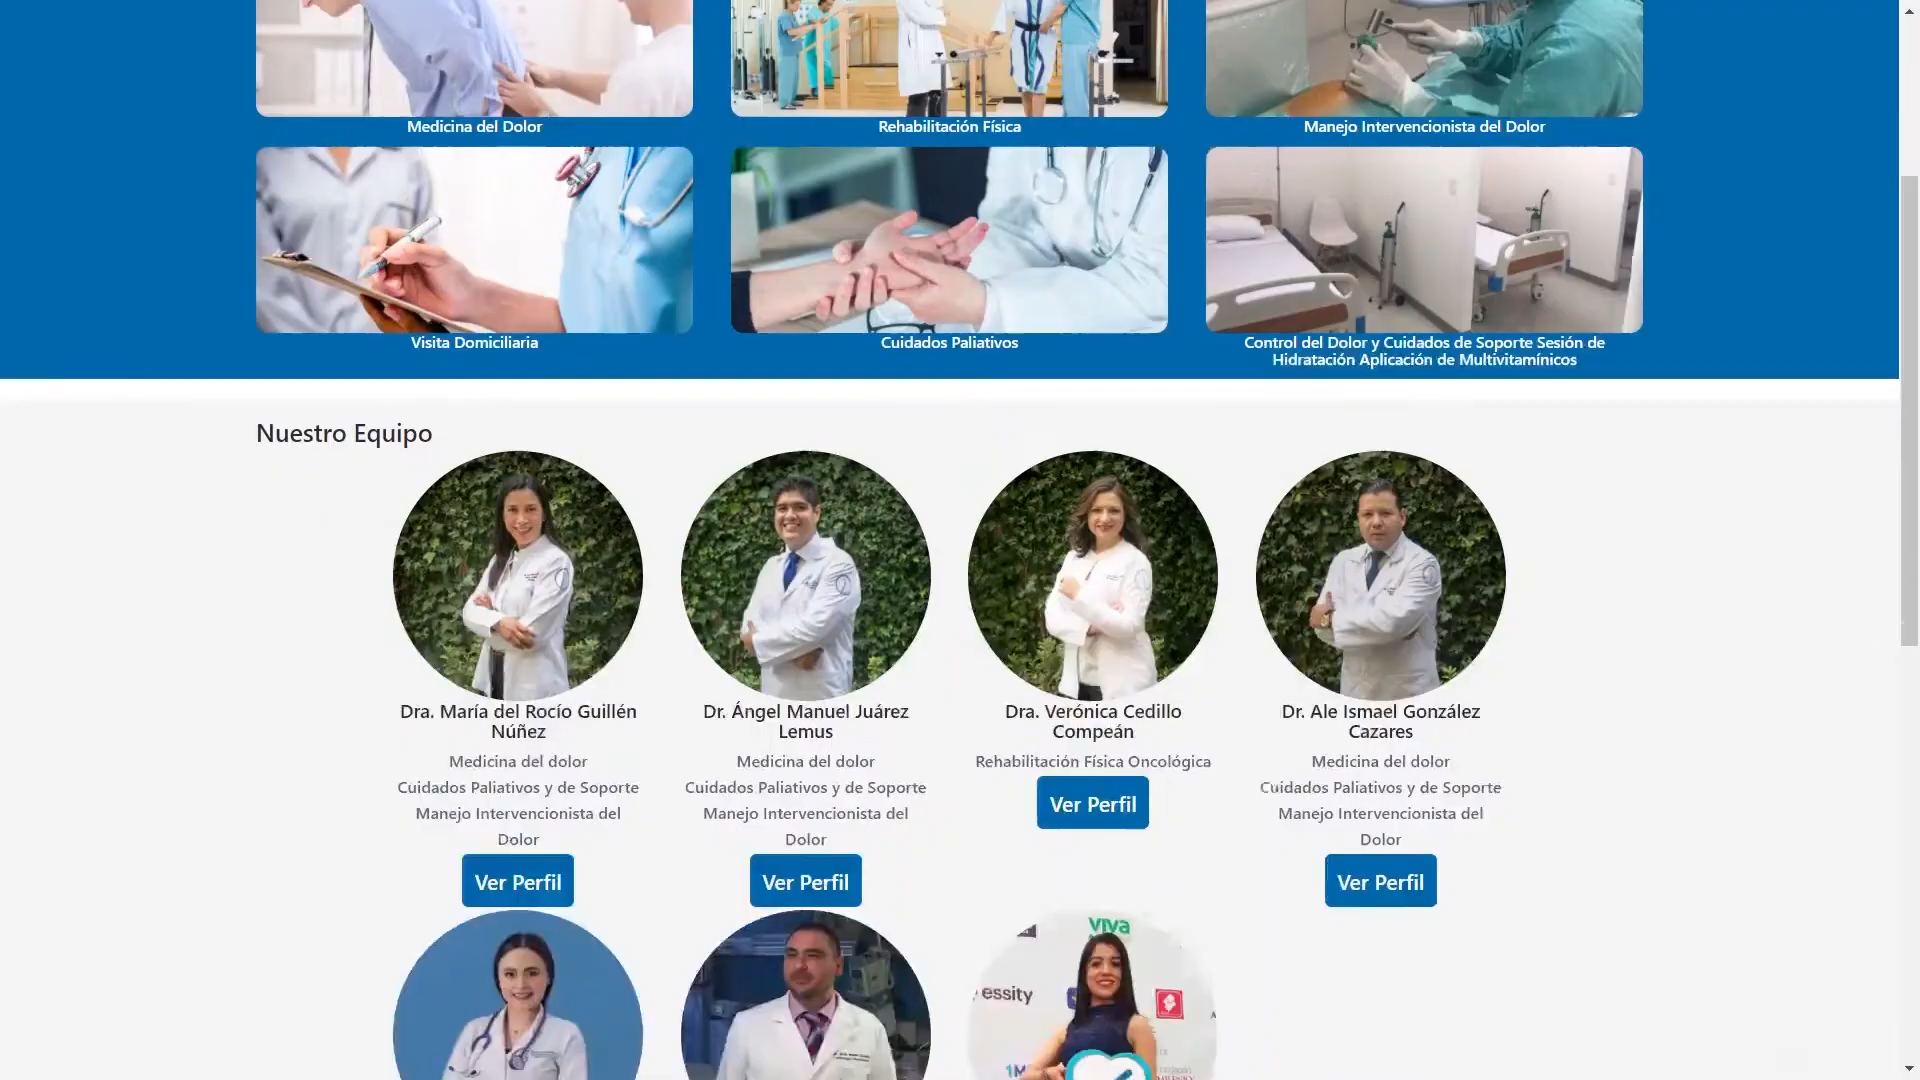 Medicina del Dolor
Rehabilitación Física
Manejo Intervencionista del Dolor
Visita Domiciliaria
Cuidados Paliativos
Control del Dolor y Cuidados de Soporte Sesión de
Hidratación Aplicación de Multivitamínicos
Nuestro Equipo
Dra. María del Rocío Guillén
Núñez
Medicina del dolor
Cuidados Paliativos y de Soporte
Manejo Intervencionista del
Dolor
Ver Perfil
Dr. Ángel Manuel Juárez
Lemus
Medicina del dolor
Cuidados Paliativos y de Soporte
Manejo Intervencionista del
Dolor
Ver Perfil
Dra. Verónica Cedillo
Compeán
Rehabilitación Física Oncológica
Ver Perfil
Dr. Ale Ismael González
Cazares
Medicina del dolor
Cuidados Paliativos y de Soporte
Manejo Intervencionista del
Dolor
Ver Perfil
viva
essity